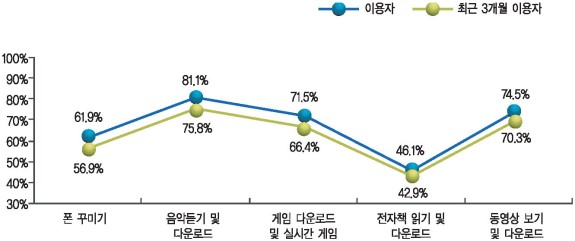 이용자 최근 3개월 이용자
100%
90%
80%
70%
60%
50%
40%
30%
61.9%
56.9%
81.1%
75.8%
71.5%
66.4%
46.1%
42.9%
74.5%
70.3%
폰 꾸미기
음악듣기 및
다운로드
게임 다운로드
및 실시간 게임
전자책 읽기 및
다운로드
동영상 보기
및 다운로드